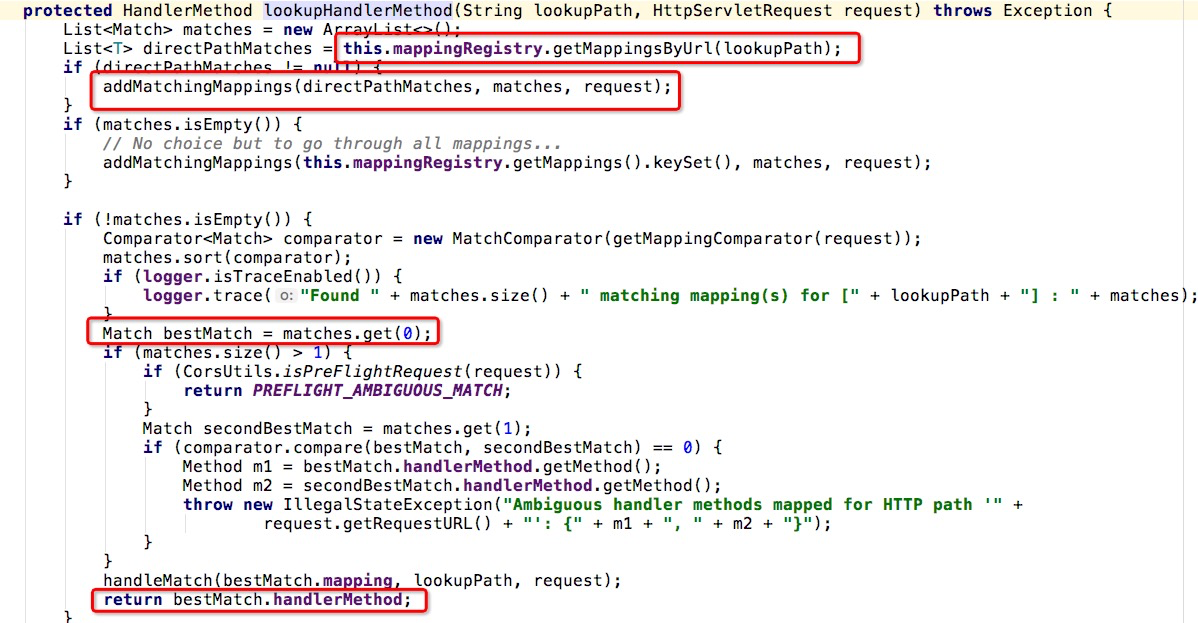 protected HandlerMethod lookupHandlerMethod(String lookupPath, HttpServletRequest request) throws Exception {
List<Match> matches = new ArrayList<>();
List<T> directPathMatches = this.mappingRegistry.getMappingsByUrl(lookupPath);
if (directPathMatches != null) {
addMatchingMappings(directPathMatches, matches, request);
}
if (matches.isEmpty()) {
// No choice but to go through all mappings...
addMatchingMappings(this.mappingRegistry.getMappings().keySet(), matches, request);
}
if (!matches.isEmpty()) {
Comparator<Match> comparator = new MatchComparator(getMappingComparator(request));
matches.sort(comparator);
if (logger.isTraceEnabled()) {
logger.trace( o: "Found " + matches.size() + " matching mapping(s) for [" + lookupPath + "] : " + matches);
}
Match bestMatch = matches.get(0);
if (matches.size() > 1) {
if (CorsUtils.isPreFlightRequest(request)) {
return PREFLIGHT_AMBIGUOUS_MATCH;
}
Match secondBestMatch = matches.get(1);
if (comparator.compare(bestMatch, secondBestMatch) == 0) {
Method m1 = bestMatch.handlerMethod.getMethod();
Method m2 = secondBestMatch.handlerMethod.getMethod();
throw new IllegalStateException("Ambiguous handler methods mapped for HTTP path '" +
request.getRequestURL() + "': {" + m1 + ", " + m2 + "}");
}
}
handleMatch(bestMatch.mapping, lookupPath, request);
return bestMatch.handlerMethod;
}